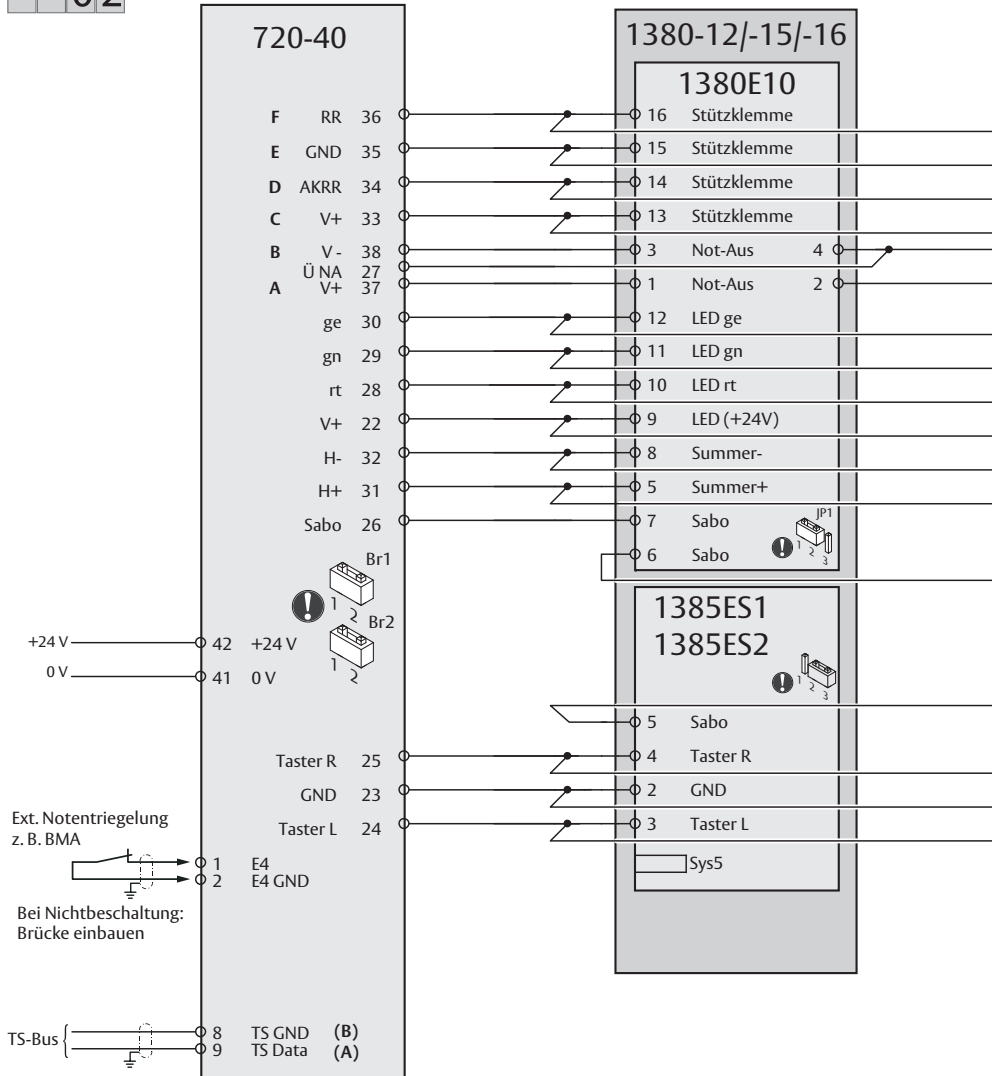 0 2
720-40
F RR 36
E GND 35
D AKRR 34
C V+ 33
B V - 38
Ü NA 27
A V+ 37
ge 30
gn 29
rt 28
V+ 22
H- 32
H+ 31
Sabo 26
Br1
1 2
Br2
1 2
+24 V 42 +24 V
0 V 41 0 V
Taster R 25
GND 23
Taster L 24
Ext. Notentriegelung
z. B. BMA
1 E4
2 E4 GND
Bei Nichtbeschaltung:
Brücke einbauen
TS-Bus
8 TS GND (B)
9 TS Data (A)
1380-12/-15/-16
1380E10
16 Stützklemme
15 Stützklemme
14 Stützklemme
13 Stützklemme
3 Not-Aus 4
1 Not-Aus 2
12 LED ge
11 LED gn
10 LED rt
9 LED (+24V)
8 Summer-
5 Summer+
7 Sabo
JP1
1 2 3
6 Sabo
1385ES1
1385ES2
1 2 3
5 Sabo
4 Taster R
2 GND
3 Taster L
Sys5